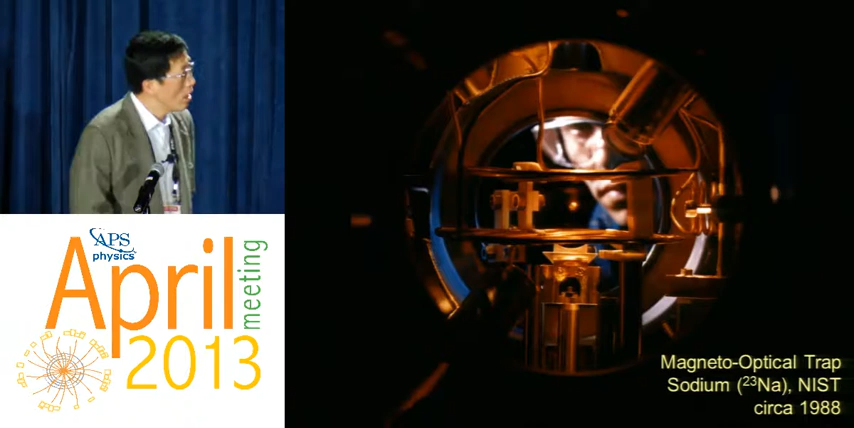 APS
physics
April
meeting
2013
Magneto-Optical Trap
Sodium (²³Na), NIST
circa 1988